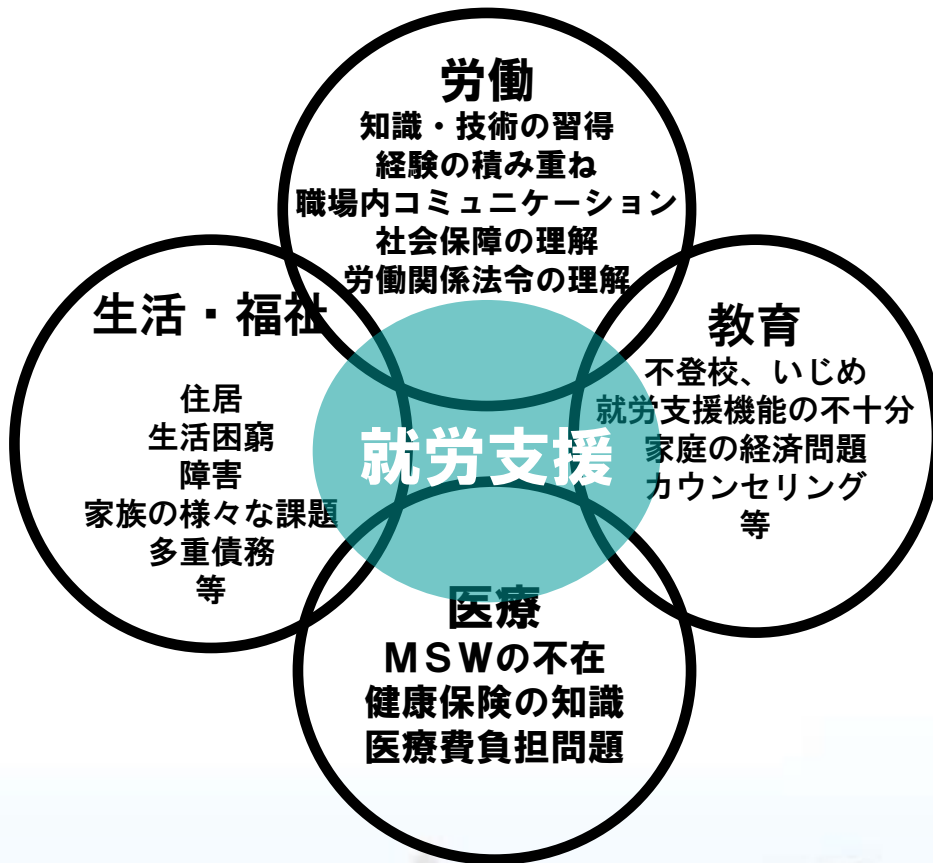 労働
知識・技術の習得
経験の積み重ね
職場内コミュニケーション
社会保障の理解
労働関係法令の理解
生活・福祉
住居
生活困窮
障害
家族の様々な課題
多重債務
等
就労支援
教育
不登校、いじめ
就労支援機能の不十分
家庭の経済問題
カウンセリング
等
医療
ＭＳＷの不在
健康保険の知識
医療費負担問題